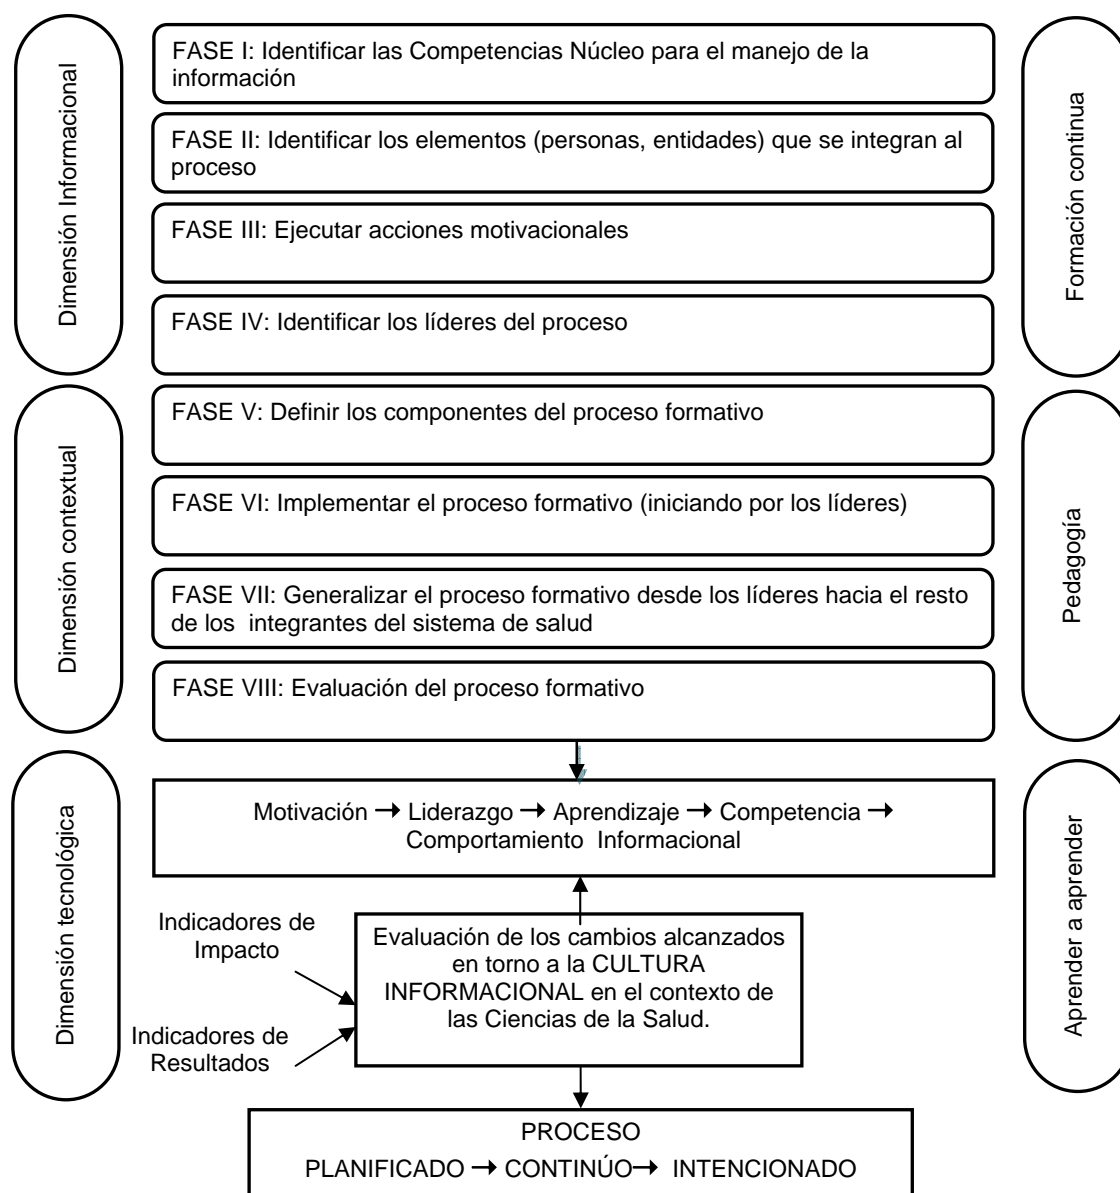 Dimensión Informacional
FASE I: Identificar las Competencias Núcleo para el manejo de la
información
FASE II: Identificar los elementos (personas, entidades) que se integran al
proceso
FASE III: Ejecutar acciones motivacionales
FASE IV: Identificar los líderes del proceso
Formación continua
Dimensión contextual
FASE V: Definir los componentes del proceso formativo
FASE VI: Implementar el proceso formativo (iniciando por los líderes)
FASE VII: Generalizar el proceso formativo desde los líderes hacia el resto
de los integrantes del sistema de salud
FASE VIII: Evaluación del proceso formativo
Pedagogía
Dimensión tecnológica
Motivación → Liderazgo → Aprendizaje → Competencia →
Comportamiento Informacional
Indicadores de
Impacto
Indicadores de
Resultados
Evaluación de los cambios alcanzados
en torno a la CULTURA
INFORMACIONAL en el contexto de
las Ciencias de la Salud.
Aprender a aprender
PROCESO
PLANIFICADO → CONTINÚO → INTENCIONADO